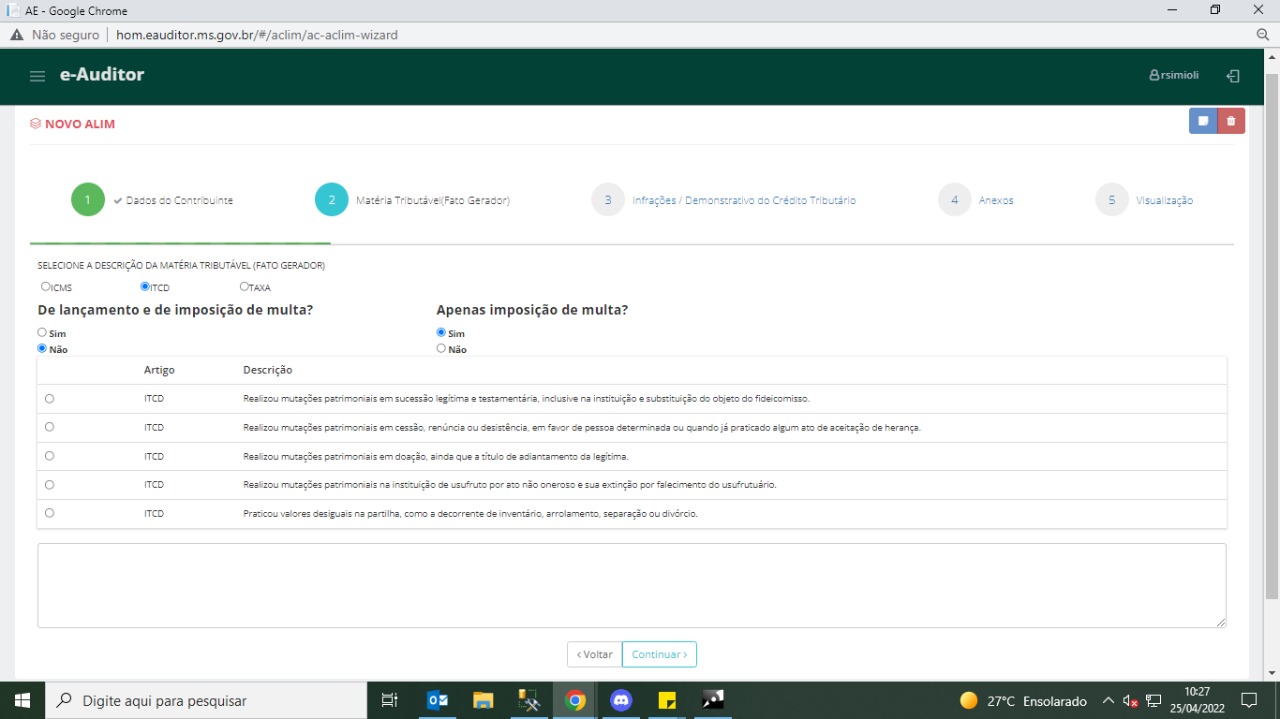 AE - Google Chrome
Não seguro | hom.eauditor.ms.gov.br/#/aclim/ac-aclim-wizard
e-Auditor
rsimioli
NOVO ALIM
1 Dados do Contribuinte 2 Matéria Tributável(Fato Gerador) 3 Infrações / Demonstrativo do Crédito Tributário 4 Anexos 5 Visualização
SELECIONE A DESCRIÇÃO DA MATÉRIA TRIBUTÁVEL (FATO GERADOR)
ICMS ITCD TAXA
De lançamento e de imposição de multa? Apenas imposição de multa?
Sim Sim
Não Não
Artigo Descrição
ITCD Realizou mutações patrimoniais em sucessão legítima e testamentária, inclusive na instituição e substituição do objeto do fideicomisso.
ITCD Realizou mutações patrimoniais em cessão, renúncia ou desistência, em favor de pessoa determinada ou quando já praticado algum ato de aceitação de herança.
ITCD Realizou mutações patrimoniais em doação, ainda que a título de adiantamento da legítima.
ITCD Realizou mutações patrimoniais na instituição de usufruto por ato não oneroso e sua extinção por falecimento do usufrutuário.
ITCD Praticou valores desiguais na partilha, como a decorrente de inventário, arrolamento, separação ou divórcio.
‹ Voltar Continuar ›
Digite aqui para pesquisar
27°C Ensolarado
10:27
25/04/2022